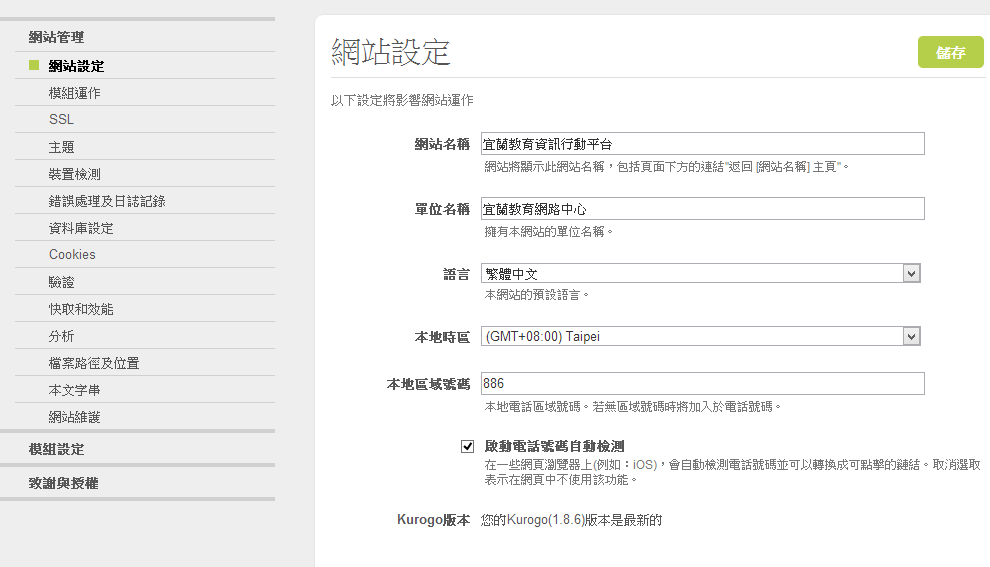 網站管理
網站設定
模組運作
SSL
主題
裝置檢測
錯誤處理及日誌記錄
資料庫設定
Cookies
驗證
快取和效能
分析
檔案路徑及位置
本文字串
網站維護
模組設定
致謝與授權
網站設定
儲存
以下設定將影響網站運作
網站名稱 宜蘭教育資訊行動平台
網站將顯示此網站名稱，包括頁面下方的連結"返回 [網站名稱] 主頁"。
單位名稱 宜蘭教育網路中心
擁有本網站的單位名稱。
語言 繁體中文
本網站的預設語言。
本地時區 (GMT+08:00) Taipei
本地區域號碼 886
本地電話區域號碼。若無區域號碼時將加入於電話號碼。
啟動電話號碼自動檢測
在一些網頁瀏覽器上(例如：iOS)，會自動檢測電話號碼並可以轉換成可點擊的鏈結。取消選取
表示在網頁中不使用該功能。
Kurogo版本 您的Kurogo(1.8.6)版本是最新的